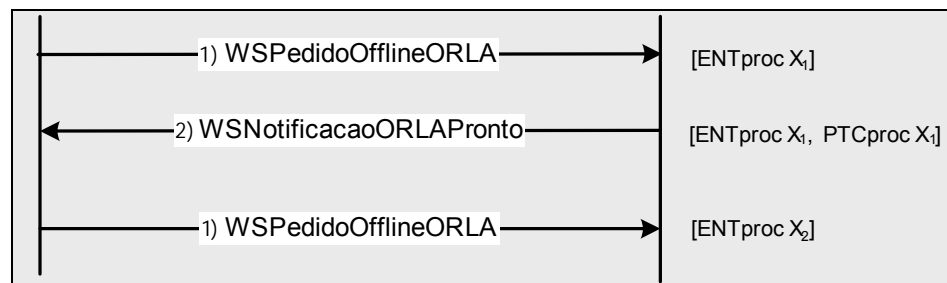 1) WSPedidoOfflineORLA [ENTproc X₁]
2) WSNotificacaoORLAPronto [ENTproc X₁, PTCproc X₁]
1) WSPedidoOfflineORLA [ENTproc X₂]